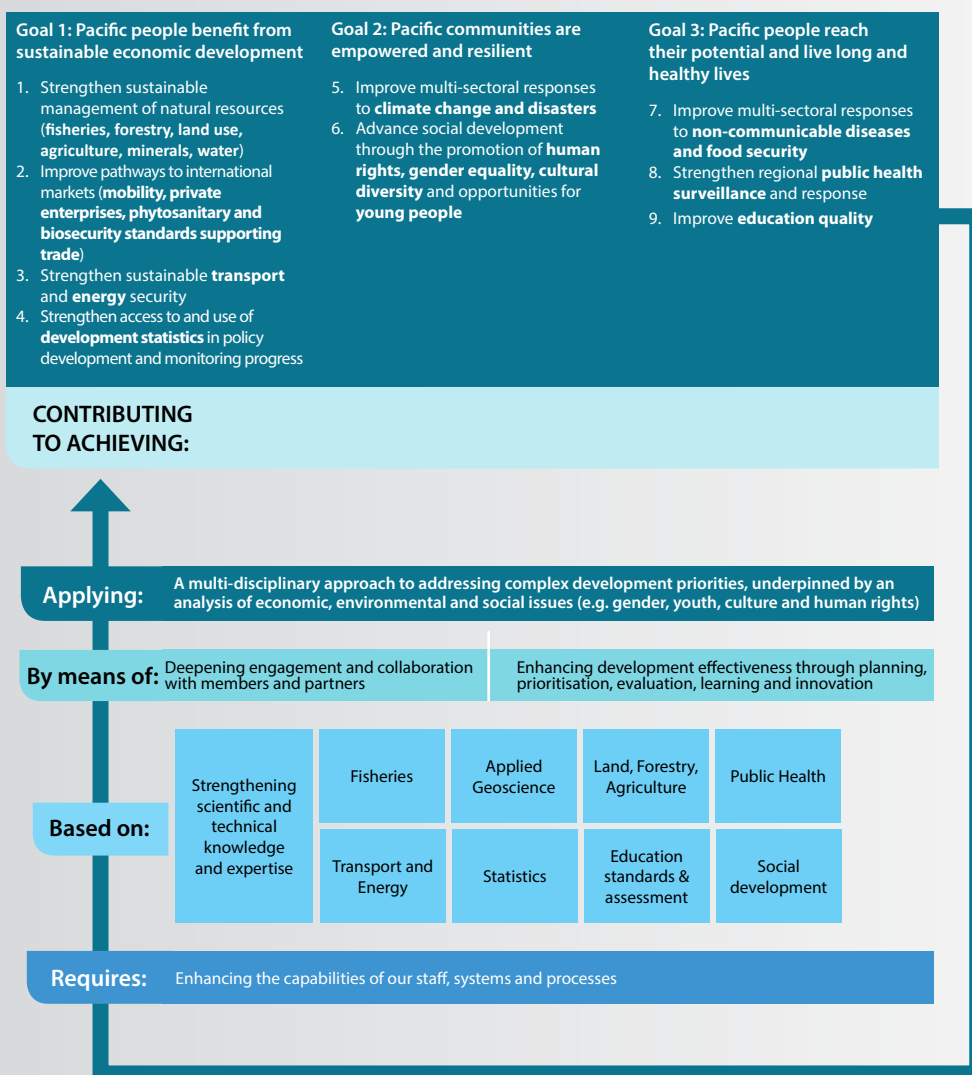 Goal 1: Pacific people benefit from
sustainable economic development
1. Strengthen sustainable
management of natural resources
(fisheries, forestry, land use,
agriculture, minerals, water)
2. Improve pathways to international
markets (mobility, private
enterprises, phytosanitary and
biosecurity standards supporting
trade)
3. Strengthen sustainable transport
and energy security
4. Strengthen access to and use of
development statistics in policy
development and monitoring progress
Goal 2: Pacific communities are
empowered and resilient
5. Improve multi-sectoral responses
to climate change and disasters
6. Advance social development
through the promotion of human
rights, gender equality, cultural
diversity and opportunities for
young people
Goal 3: Pacific people reach
their potential and live long and
healthy lives
7. Improve multi-sectoral responses
to non-communicable diseases
and food security
8. Strengthen regional public health
surveillance and response
9. Improve education quality
CONTRIBUTING
TO ACHIEVING:
Applying:
A multi-disciplinary approach to addressing complex development priorities, underpinned by an
analysis of economic, environmental and social issues (e.g. gender, youth, culture and human rights)
By means of:
Deepening engagement and collaboration
with members and partners
Enhancing development effectiveness through planning,
prioritisation, evaluation, learning and innovation
Based on:
Strengthening
scientific and
technical
knowledge
and expertise
Fisheries
Applied
Geoscience
Land, Forestry,
Agriculture
Public Health
Transport and
Energy
Statistics
Education
standards &
assessment
Social
development
Requires:
Enhancing the capabilities of our staff, systems and processes